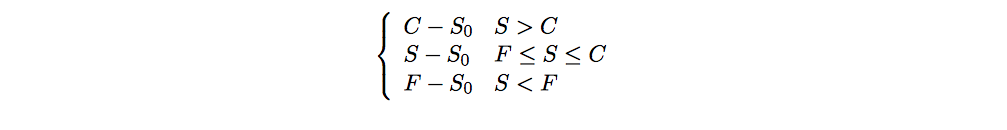 C − S₀ S > C
S − S₀ F ≤ S ≤ C
F − S₀ S < F